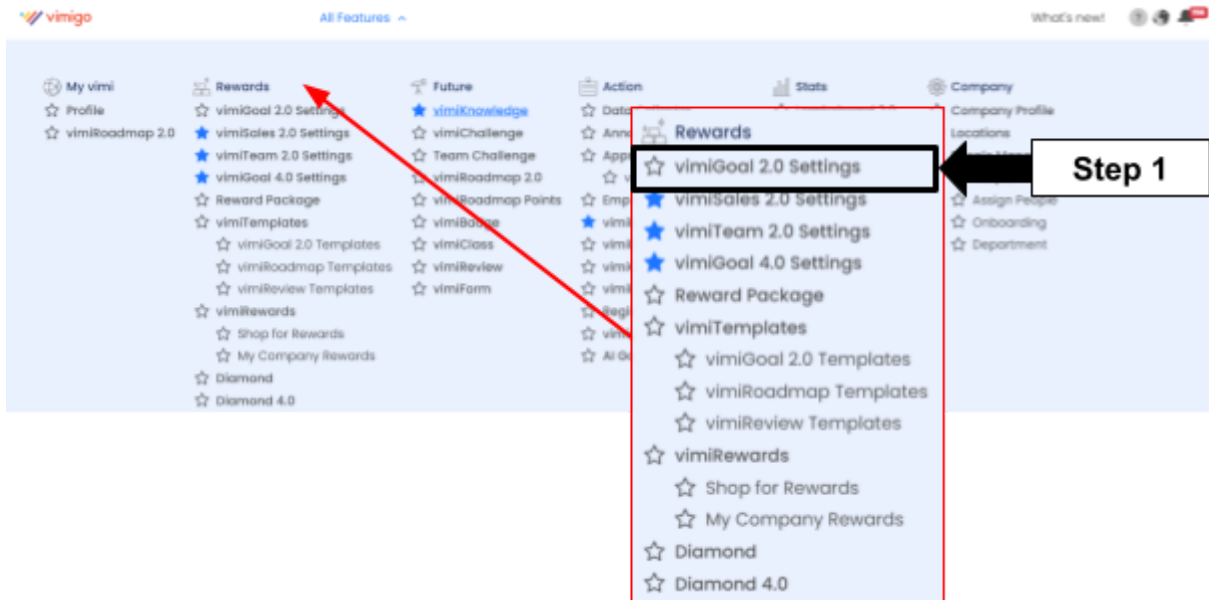 vimigo
All Features
What's new!
My vimi
Profile
vimiRoadmap 2.0
Rewards
vimiGoal 2.0 Settings
vimiSales 2.0 Settings
vimiTeam 2.0 Settings
vimiGoal 4.0 Settings
Reward Package
vimiTemplates
vimiGoal 2.0 Templates
vimiRoadmap Templates
vimiReview Templates
vimiRewards
Shop for Rewards
My Company Rewards
Diamond
Diamond 4.0
Future
vimiKnowledge
vimiChallenge
Team Challenge
vimiRoadmap 2.0
vimiRoadmap Points
vimiBadge
vimiClass
vimiReview
vimiForm
Action
Stats
Company
Company Profile
Locations
Assign People
Onboarding
Department
Rewards
vimiGoal 2.0 Settings
vimiSales 2.0 Settings
vimiTeam 2.0 Settings
vimiGoal 4.0 Settings
Reward Package
vimiTemplates
vimiGoal 2.0 Templates
vimiRoadmap Templates
vimiReview Templates
vimiRewards
Shop for Rewards
My Company Rewards
Diamond
Diamond 4.0
Step 1